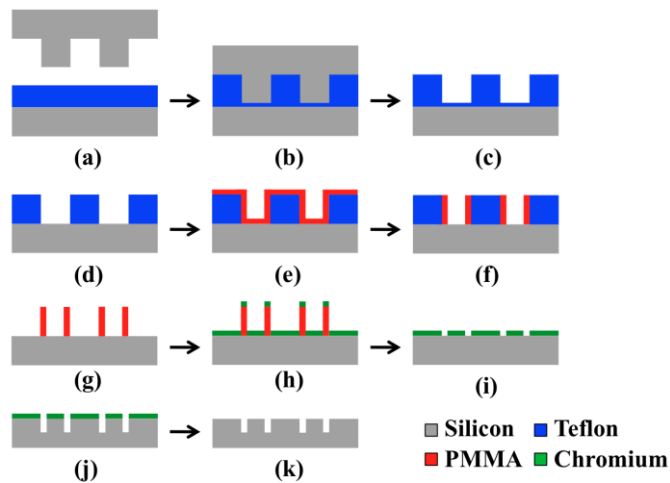 (a)
(b)
(c)
(d)
(e)
(f)
(g)
(h)
(i)
(j)
(k)
Silicon
Teflon
PMMA
Chromium